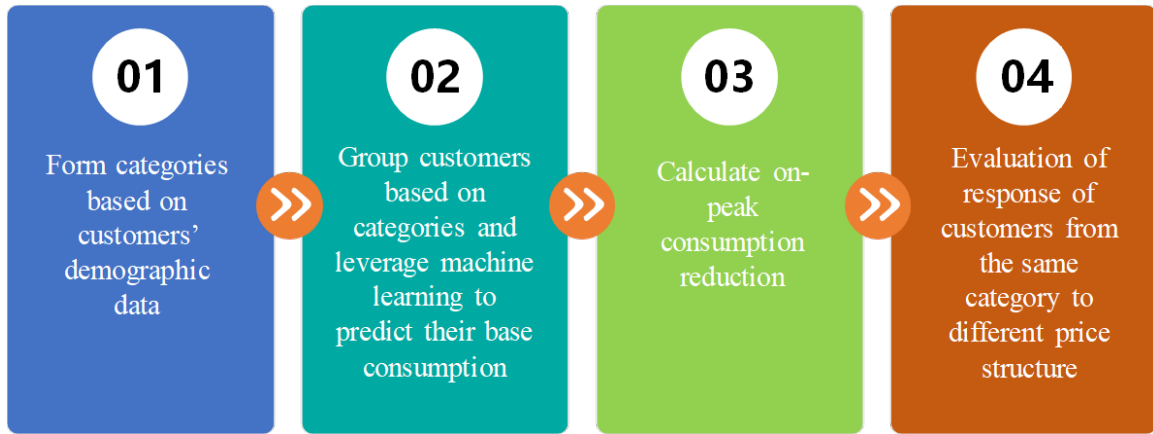 01
Form categories
based on
customers’
demographic
data
02
Group customers
based on
categories and
leverage machine
learning to
predict their base
consumption
03
Calculate on-
peak
consumption
reduction
04
Evaluation of
response of
customers from
the same
category to
different price
structure